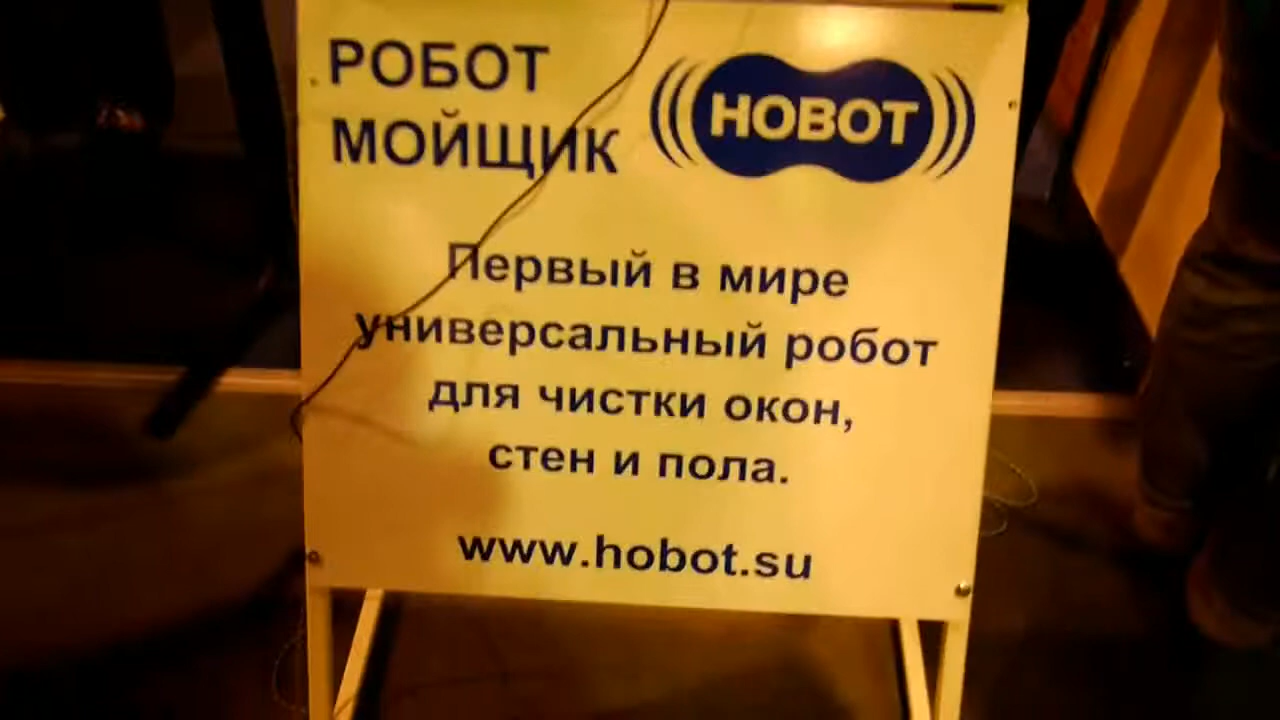 РОБОТ
МОЙЩИК
HOBOT
Первый в мире
универсальный робот
для чистки окон,
стен и пола.
www.hobot.su